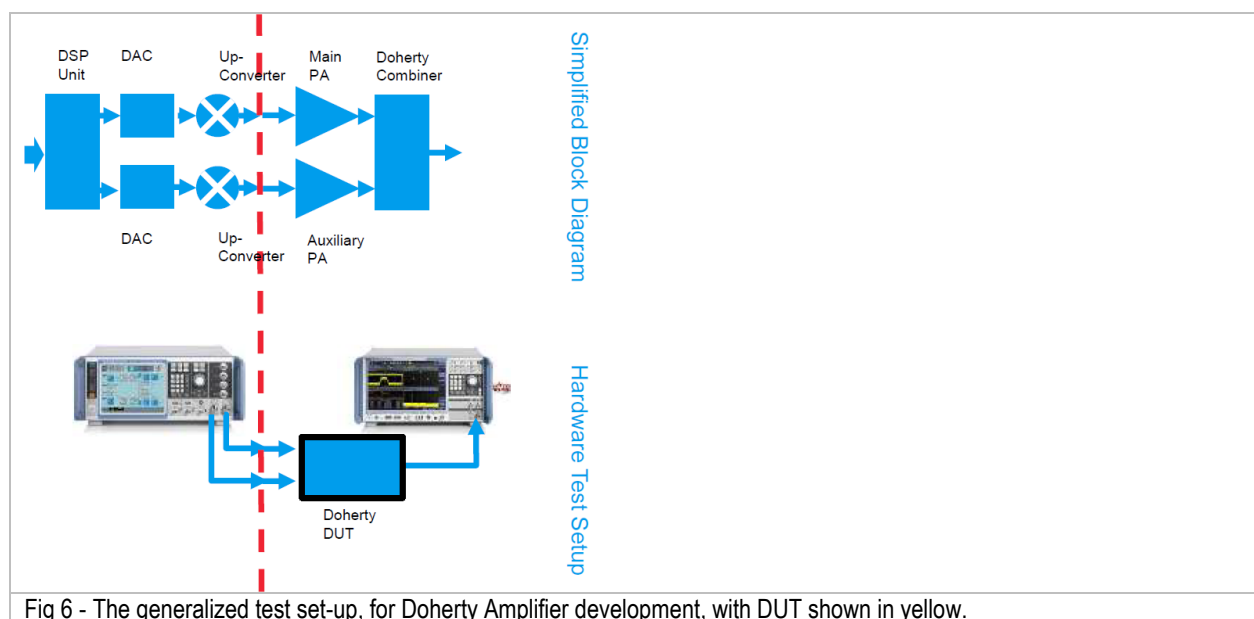 DSP
Unit
DAC
Up-
Converter
Main
PA
Doherty
Combiner
DAC
Up-
Converter
Auxiliary
PA
Simplified Block Diagram
Doherty
DUT
Hardware Test Setup
Fig 6 - The generalized test set-up, for Doherty Amplifier development, with DUT shown in yellow.